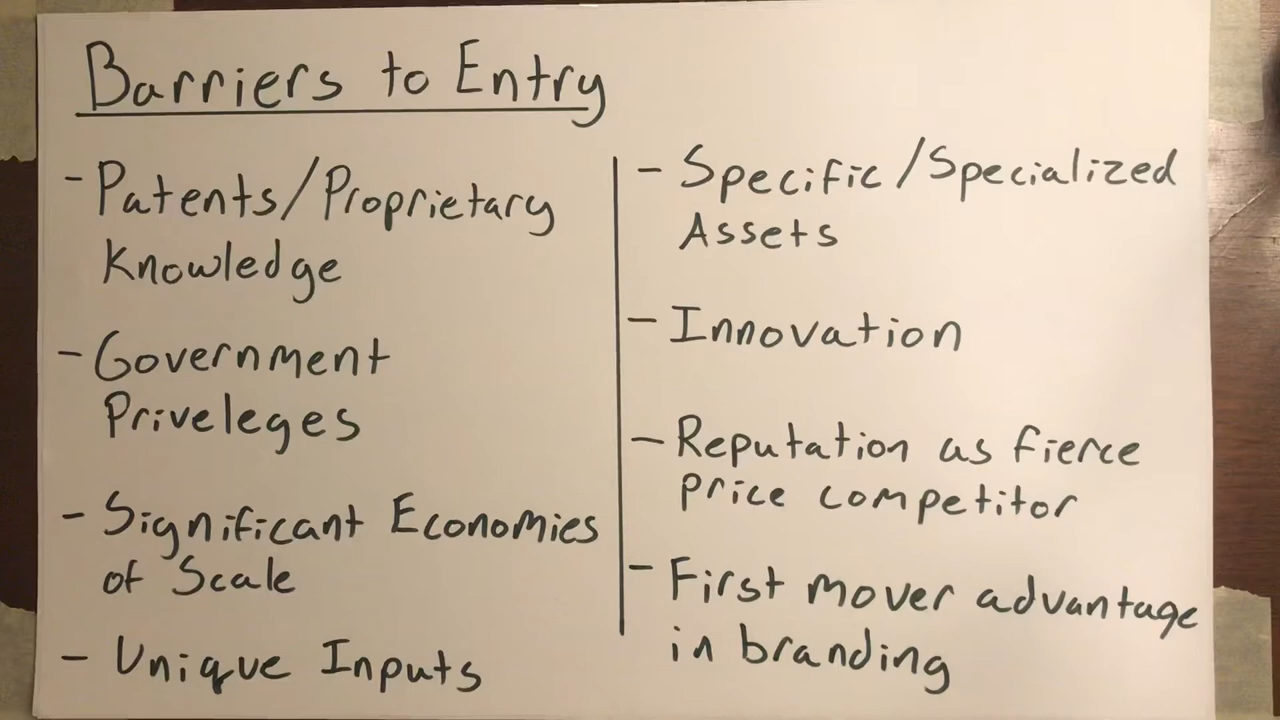 Barriers to Entry
- Patents/Proprietary
Knowledge
- Government
Priveleges
- Significant Economies
of Scale
- Unique Inputs
- Specific/Specialized
Assets
- Innovation
- Reputation as fierce
price competitor
- First mover advantage
in branding